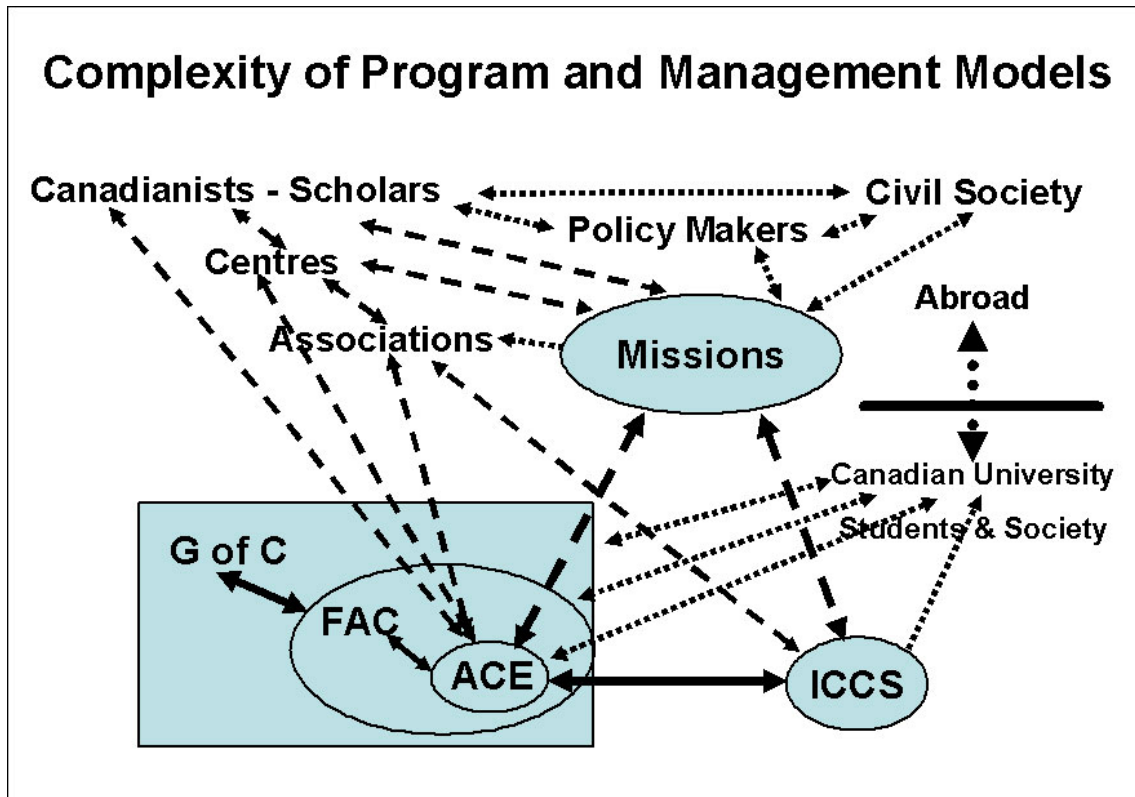 Complexity of Program and Management Models
Canadianists - Scholars
Civil Society
Policy Makers
Centres
Abroad
Associations
Missions
Canadian University
Students & Society
G of C
FAC
ACE
ICCS